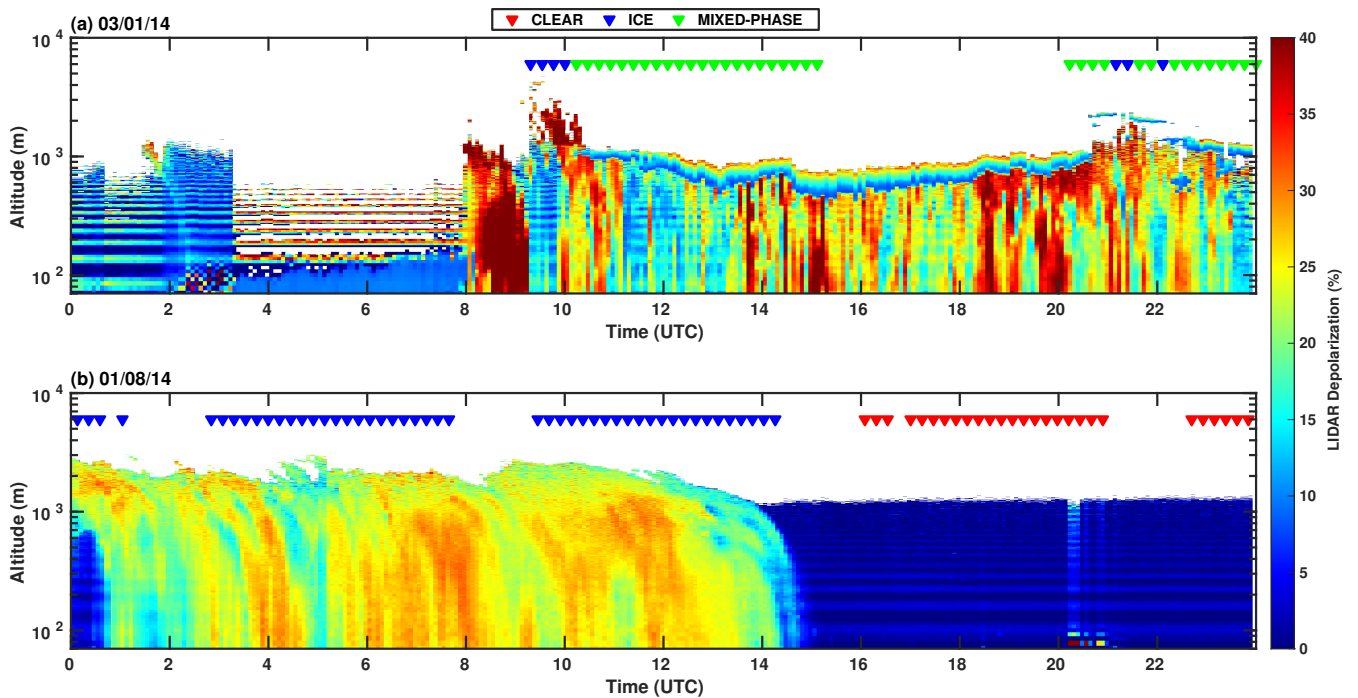 CLEAR ICE MIXED-PHASE
(a) 03/01/14
10 4
10 3
10 2
Altitude (m)
0 2 4 6 8 10 12 14 16 18 20 22
Time (UTC)
(b) 01/08/14
10 4
10 3
10 2
Altitude (m)
0 2 4 6 8 10 12 14 16 18 20 22
Time (UTC)
40
35
30
25
20
15
10
5
0
LIDAR Depolarization (%)